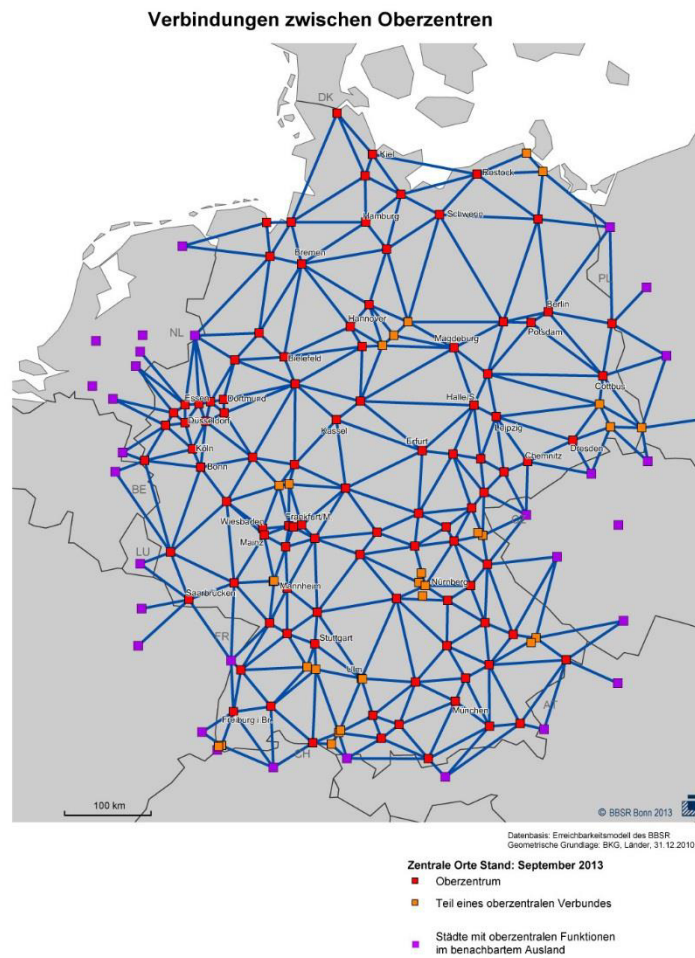 Verbindungen zwischen Oberzentren
DK
Kiel
Rostock
Hamburg
Schwerin
Bremen
PL
Berlin
NL
Hannover
Potsdam
Magdeburg
Bielefeld
Cottbus
Essen
Dortmund
Halle/S.
Düsseldorf
Leipzig
Kassel
Köln
Erfurt
Dresden
Chemnitz
Bonn
BE
Wiesbaden
Frankfurt/M
CZ
Mainz
LU
Saarbrücken
Mannheim
Nürnberg
FR
Stuttgart
Ulm
AT
München
Freiburg i.Br.
CH
100 km
© BBSR Bonn 2013
Datenbasis: Erreichbarkeitsmodell des BBSR
Geometrische Grundlage: BKG, Länder, 31.12.2010
Zentrale Orte Stand: September 2013
Oberzentrum
Teil eines oberzentralen Verbundes
Städte mit oberzentralen Funktionen
im benachbartem Ausland